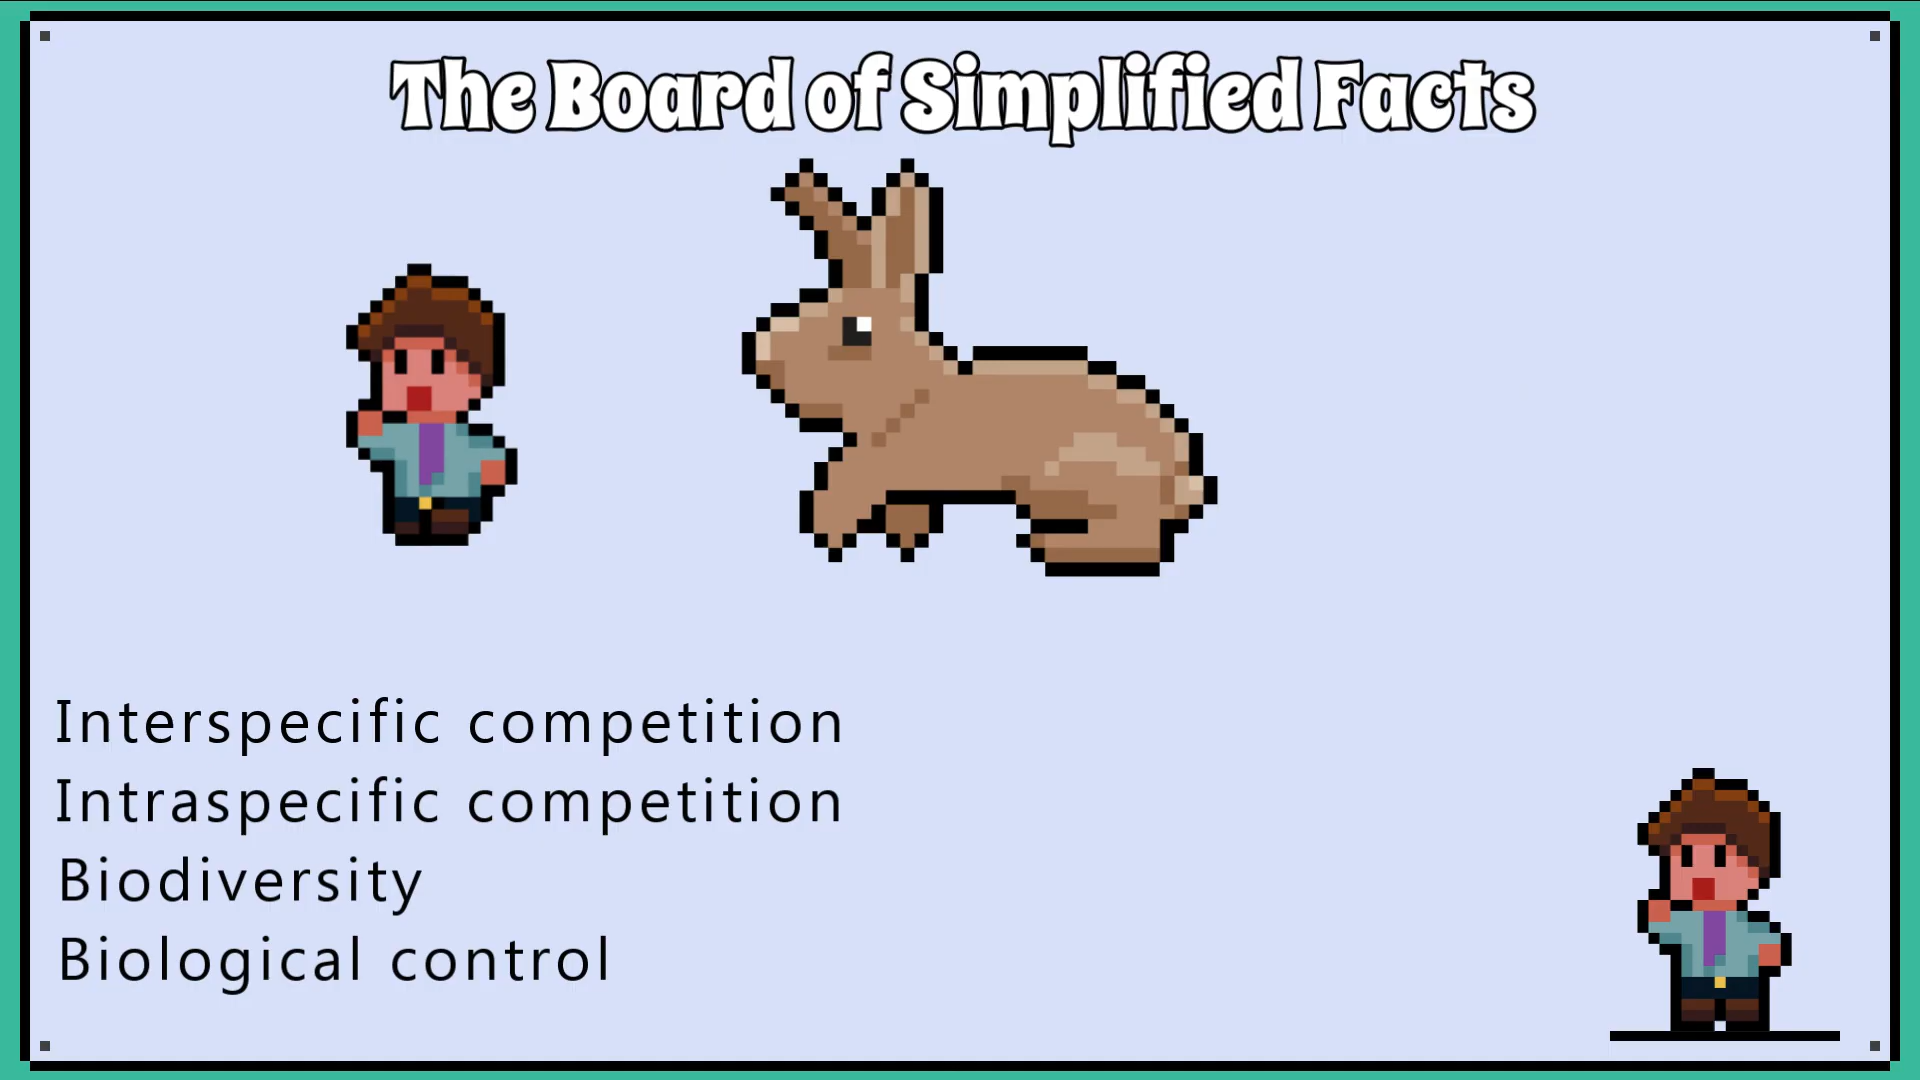 The Board of Simplified Facts
Interspecific competition
Intraspecific competition
Biodiversity
Biological control